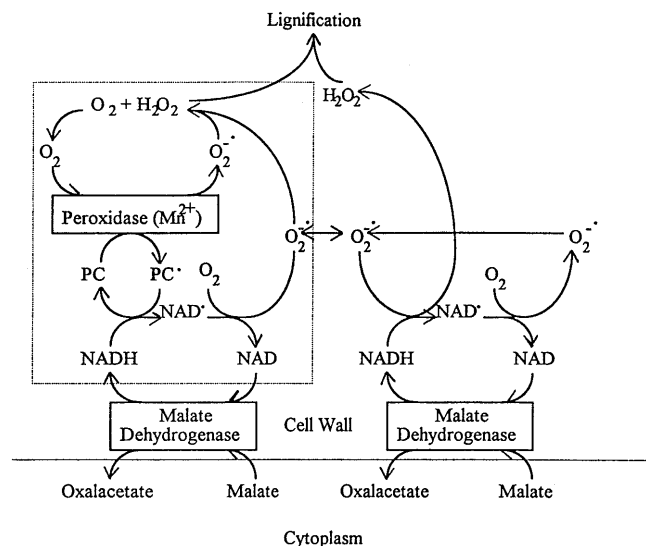 Lignification
O2 + H2O2
H2O2
O2
O2-·
Peroxidase (Mn2+)
O2-·
O2-·
O2-·
PC
PC·
O2
O2
NAD·
NAD·
NADH
NAD
NADH
NAD
Malate
Dehydrogenase
Cell Wall
Malate
Dehydrogenase
Oxalacetate
Malate
Oxalacetate
Malate
Cytoplasm